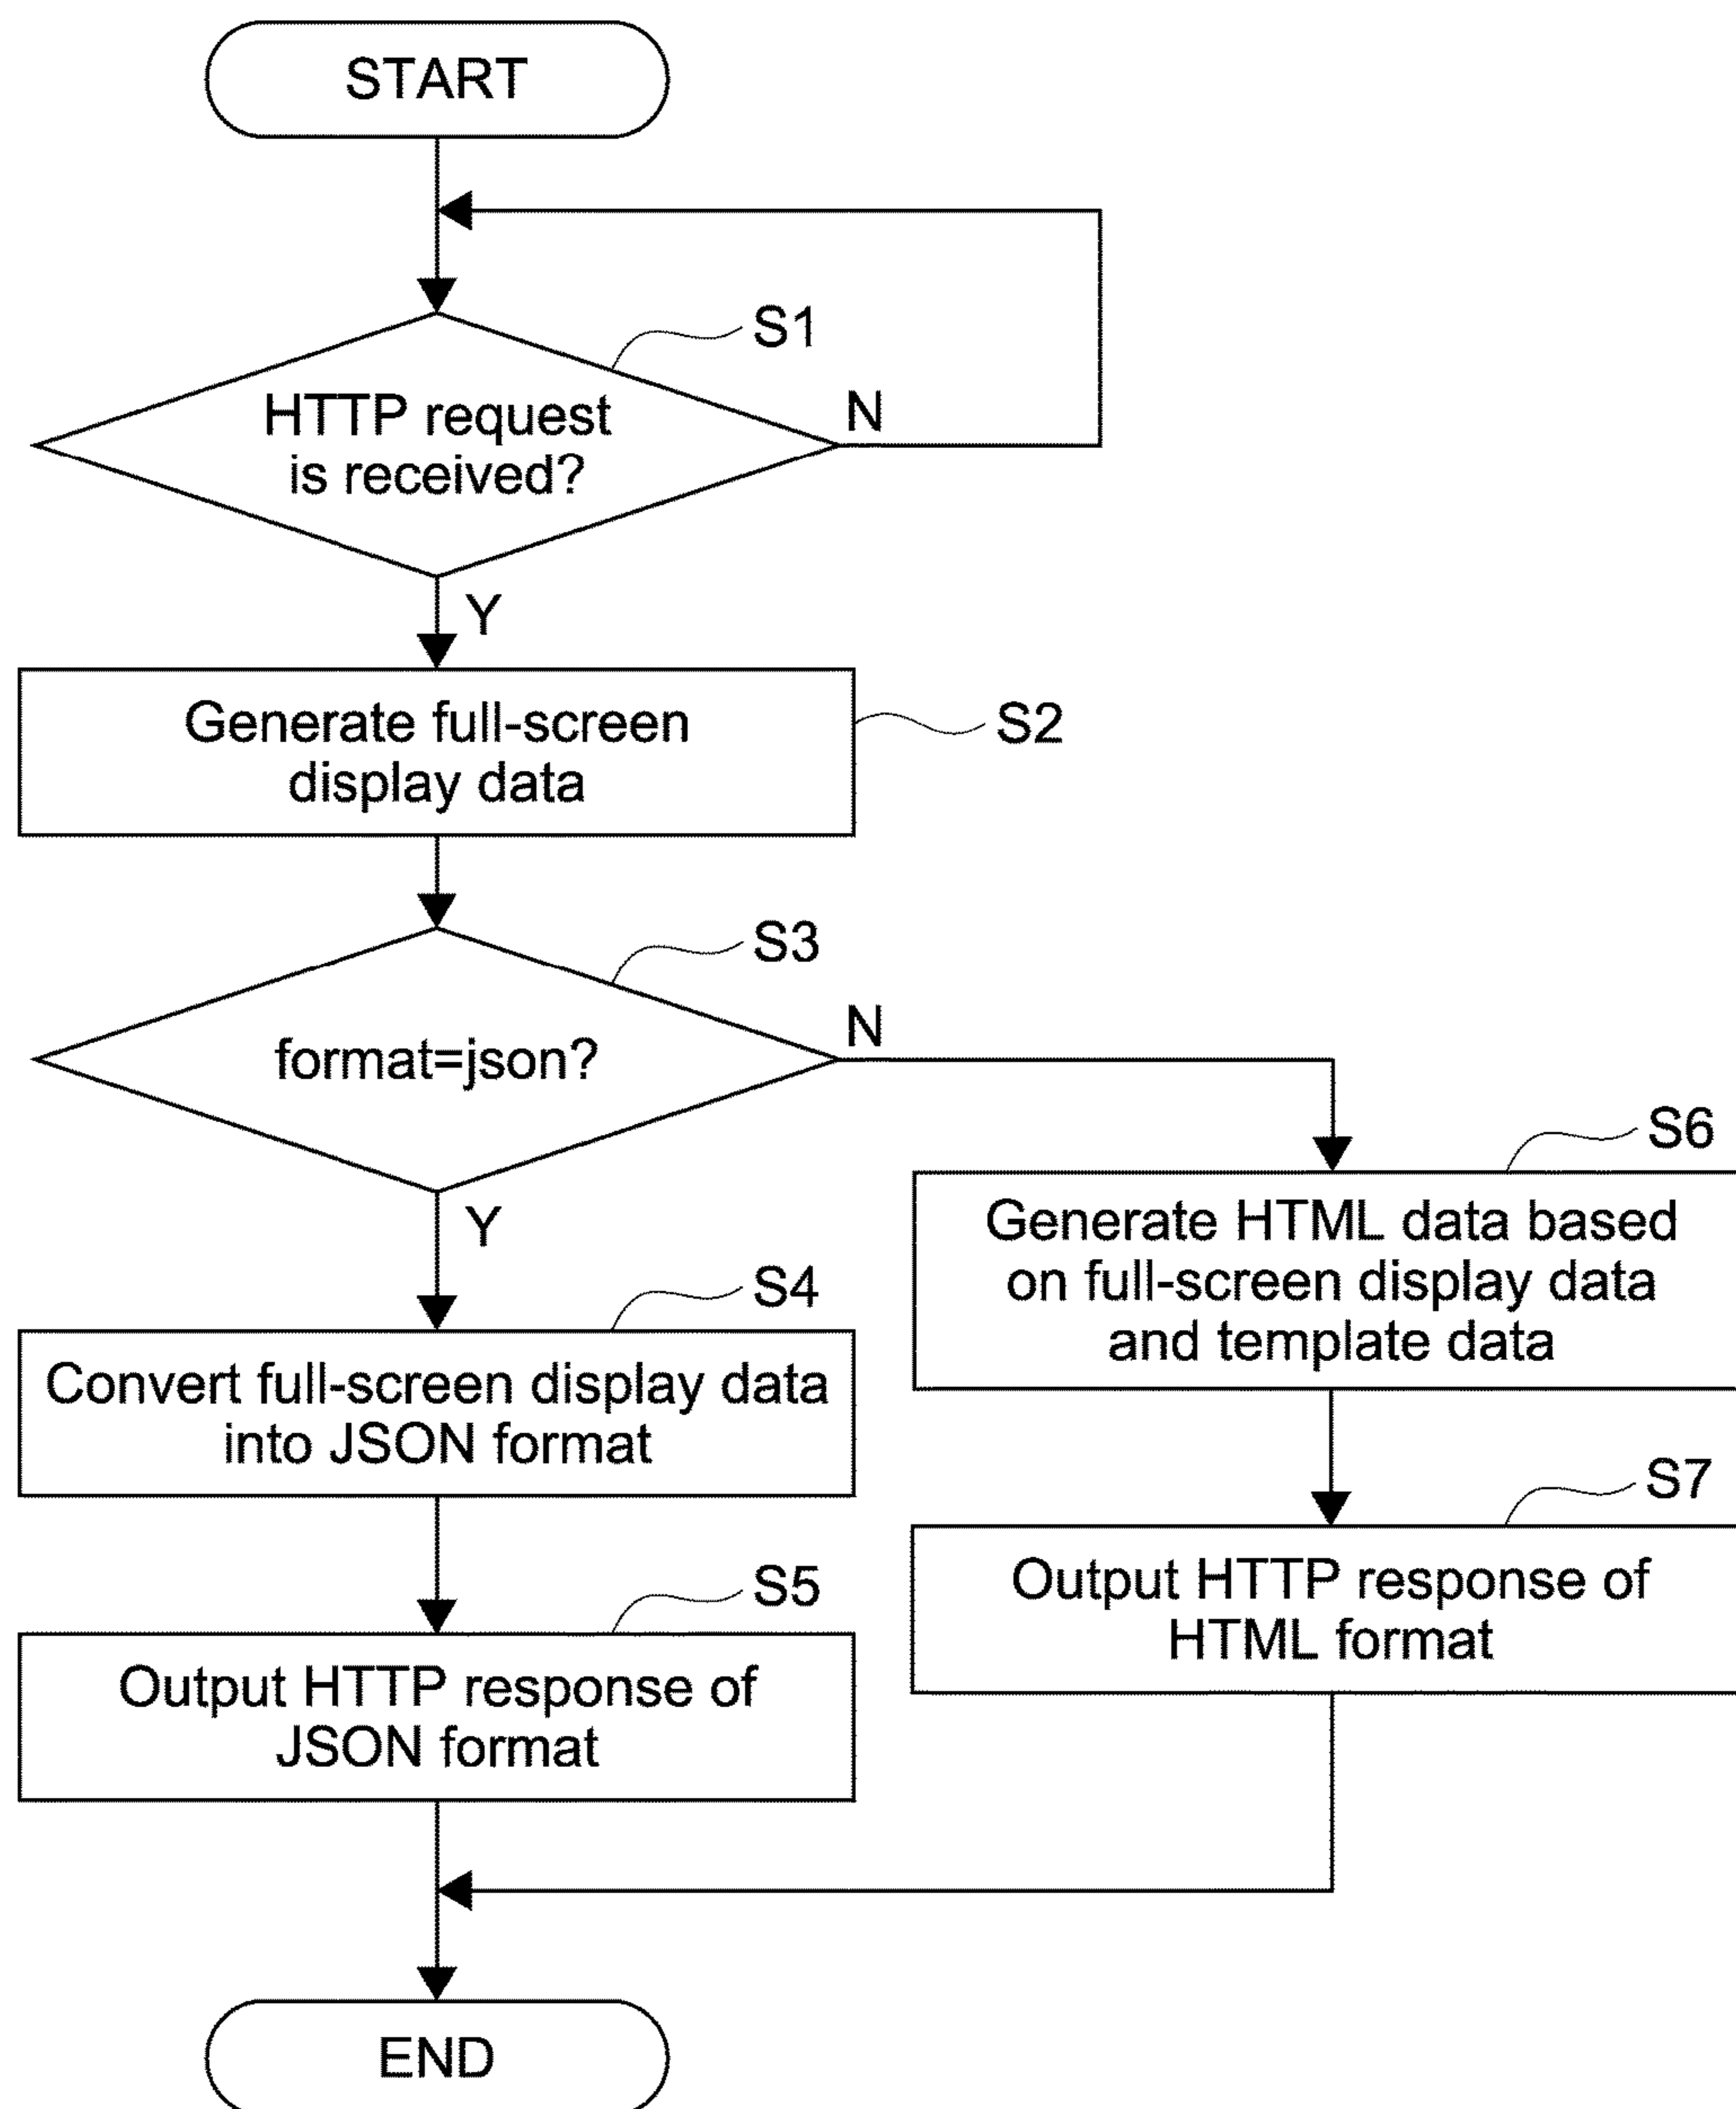 START
S1
HTTP request
is received?
N
Y
Generate full-screen
display data
S2
S3
format=json?
N
Y
S6
Generate HTML data based
on full-screen display data
and template data
S4
Convert full-screen display data
into JSON format
S7
Output HTTP response of
HTML format
S5
Output HTTP response of
JSON format
END